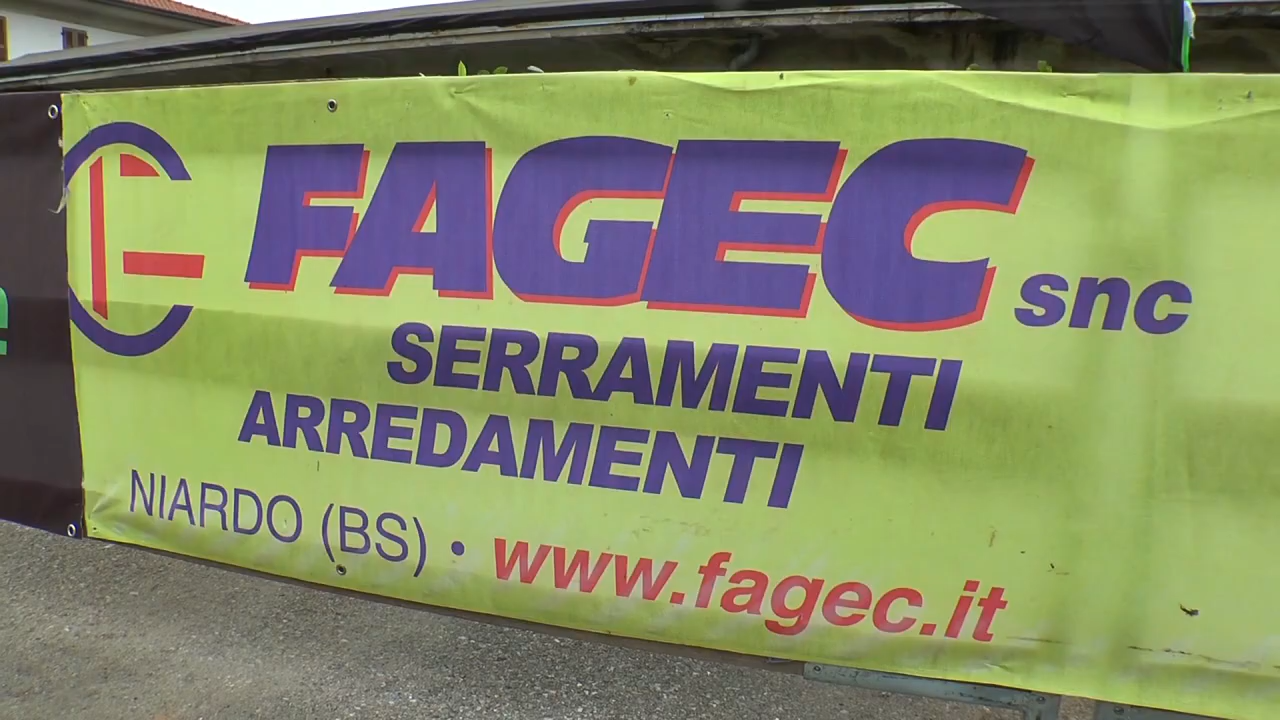 FAGEC snc
SERRAMENTI
ARREDAMENTI
NIARDO (BS) • www.fagec.it